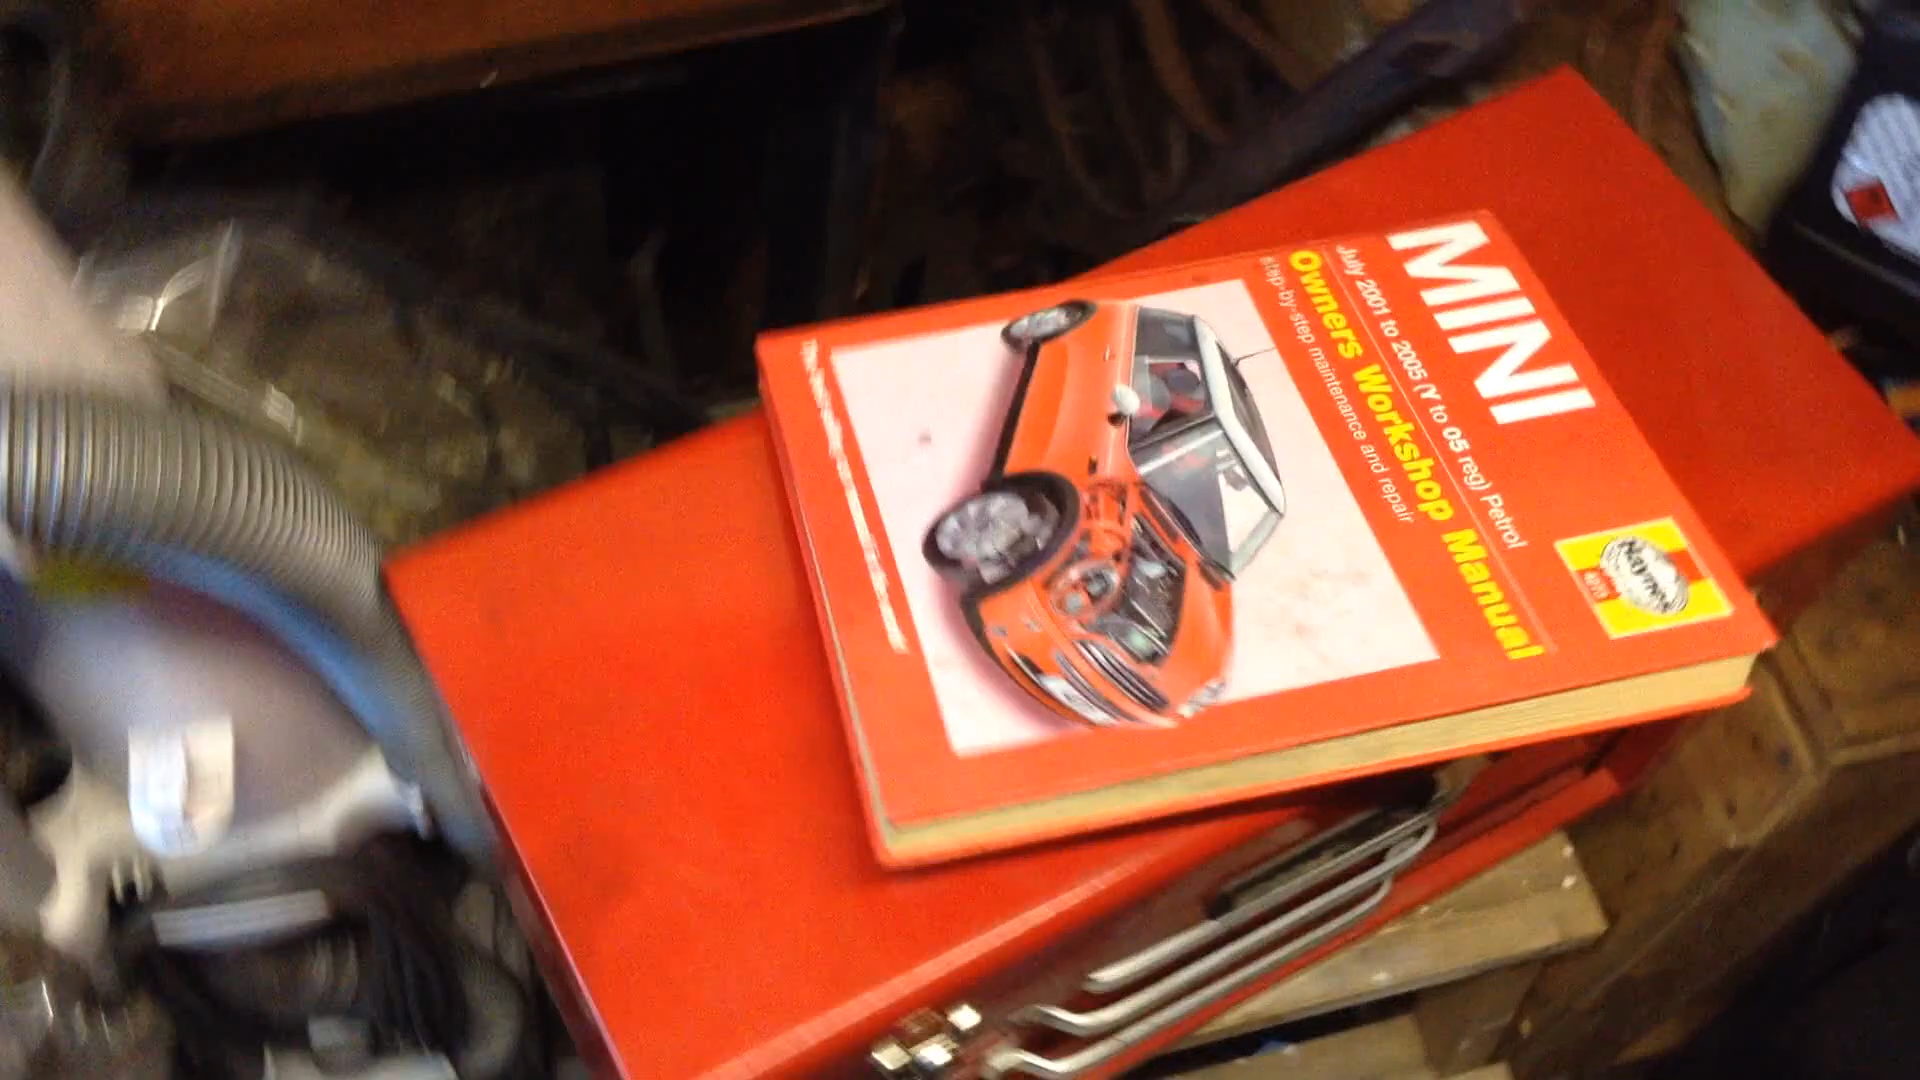 MINI
July 2001 to 2005 (Y to 05 reg) Petrol
Owners Workshop Manual
step-by-step maintenance and repair
Haynes